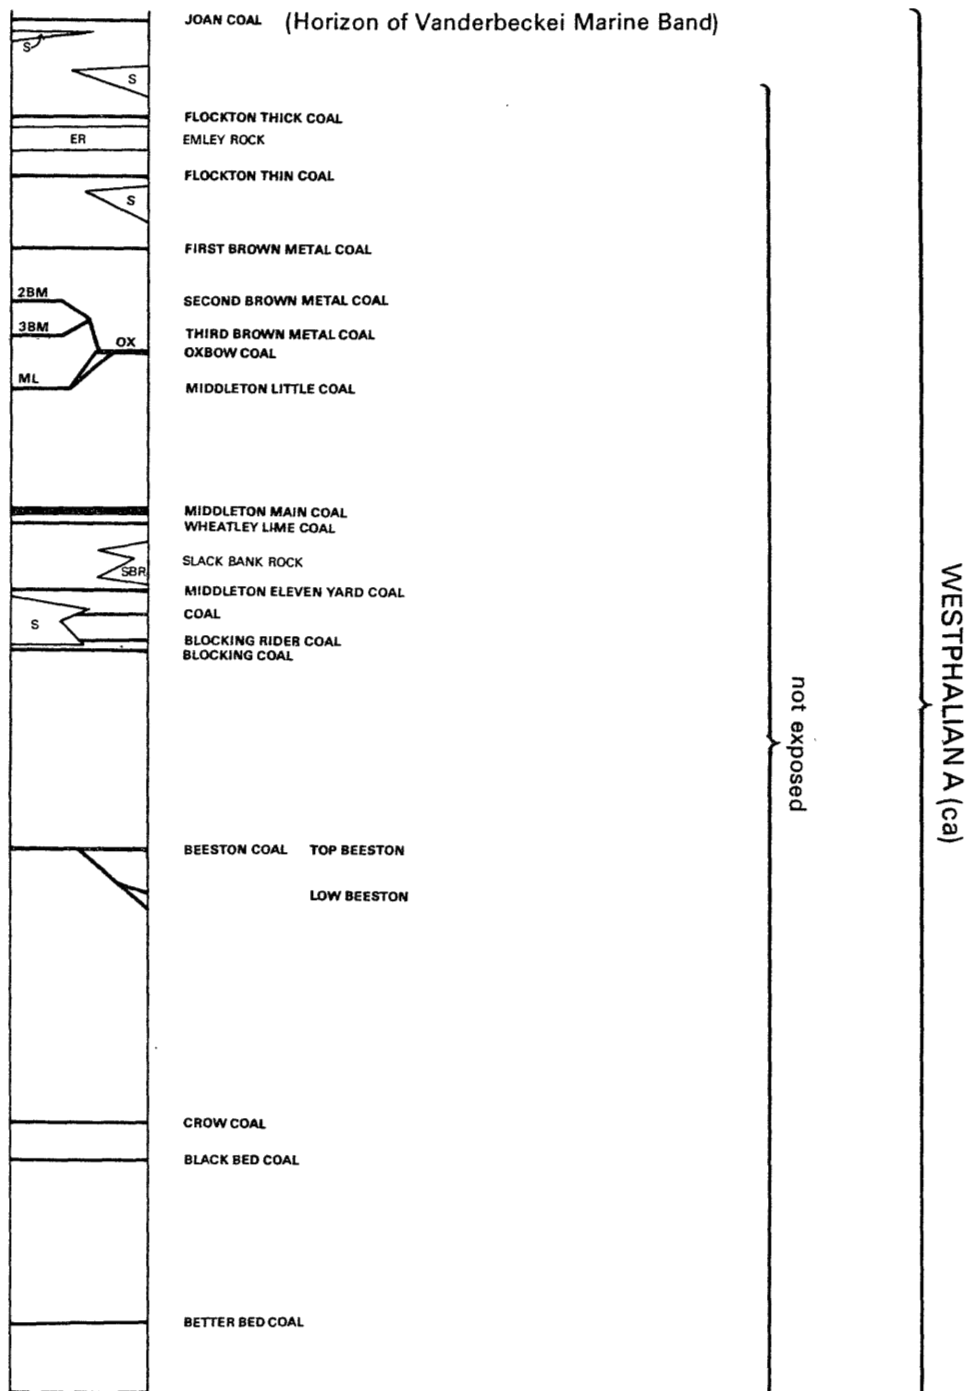 JOAN COAL (Horizon of Vanderbeckei Marine Band)
S
S
FLOCKTON THICK COAL
ER EMLEY ROCK
FLOCKTON THIN COAL
S
FIRST BROWN METAL COAL
2BM SECOND BROWN METAL COAL
3BM THIRD BROWN METAL COAL
OX OXBOW COAL
ML MIDDLETON LITTLE COAL
MIDDLETON MAIN COAL
WHEATLEY LIME COAL
SLACK BANK ROCK
SBR
MIDDLETON ELEVEN YARD COAL
COAL
S
BLOCKING RIDER COAL
BLOCKING COAL
BEESTON COAL TOP BEESTON
LOW BEESTON
CROW COAL
BLACK BED COAL
BETTER BED COAL
not exposed
WESTPHALIAN A (ca)